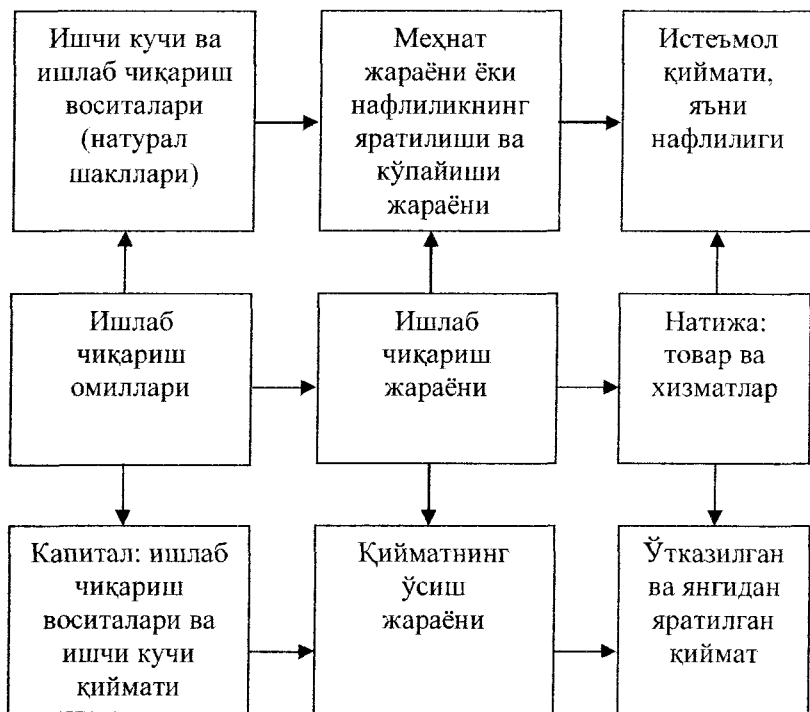 Ишчи кучи ва
ишлаб чиқариш
воситалари
(натурал
шакллари)
Меҳнат
жараёни ёки
нафлиликнинг
яратилиши ва
кўпайиши
жараёни
Истеъмол
қиймати,
яъни
нафлилиги
Ишлаб
чиқариш
омиллари
Ишлаб
чиқариш
жараёни
Натижа:
товар ва
хизматлар
Капитал: ишлаб
чиқариш
воситалари ва
ишчи кучи
қиймати
Қийматнинг
ўсиш
жараёни
Ўтказилган
ва янгидан
яратилган
қиймат